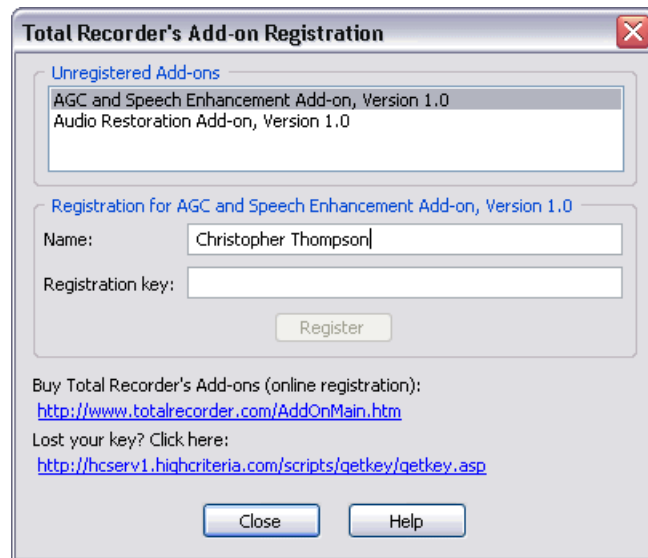 Total Recorder's Add-on Registration
Unregistered Add-ons
AGC and Speech Enhancement Add-on, Version 1.0
Audio Restoration Add-on, Version 1.0
Registration for AGC and Speech Enhancement Add-on, Version 1.0
Name: Christopher Thompson
Registration key:
Register
Buy Total Recorder's Add-ons (online registration):
http://www.totalrecorder.com/AddOnMain.htm
Lost your key? Click here:
http://hcserv1.highcriteria.com/scripts/getkey/getkey.asp
Close Help